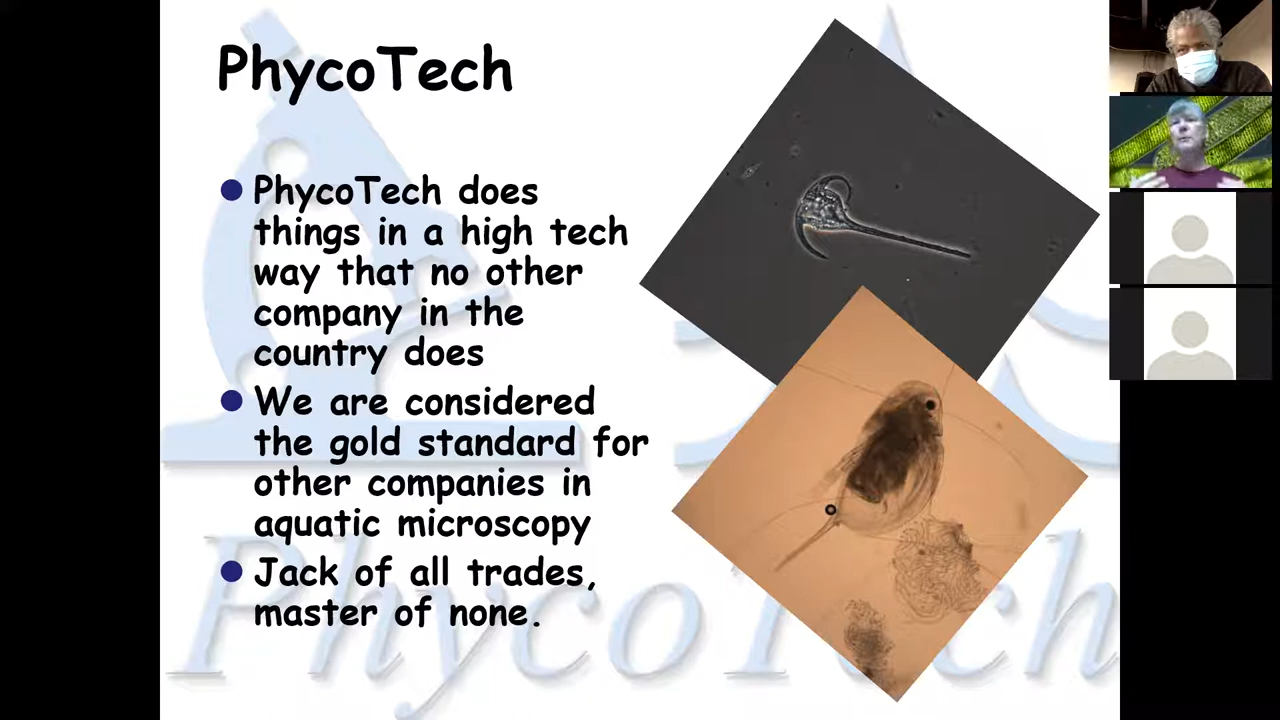 PhycoTech
PhycoTech does
things in a high tech
way that no other
company in the
country does
We are considered
the gold standard for
other companies in
aquatic microscopy
Jack of all trades,
master of none.
PhycoTech